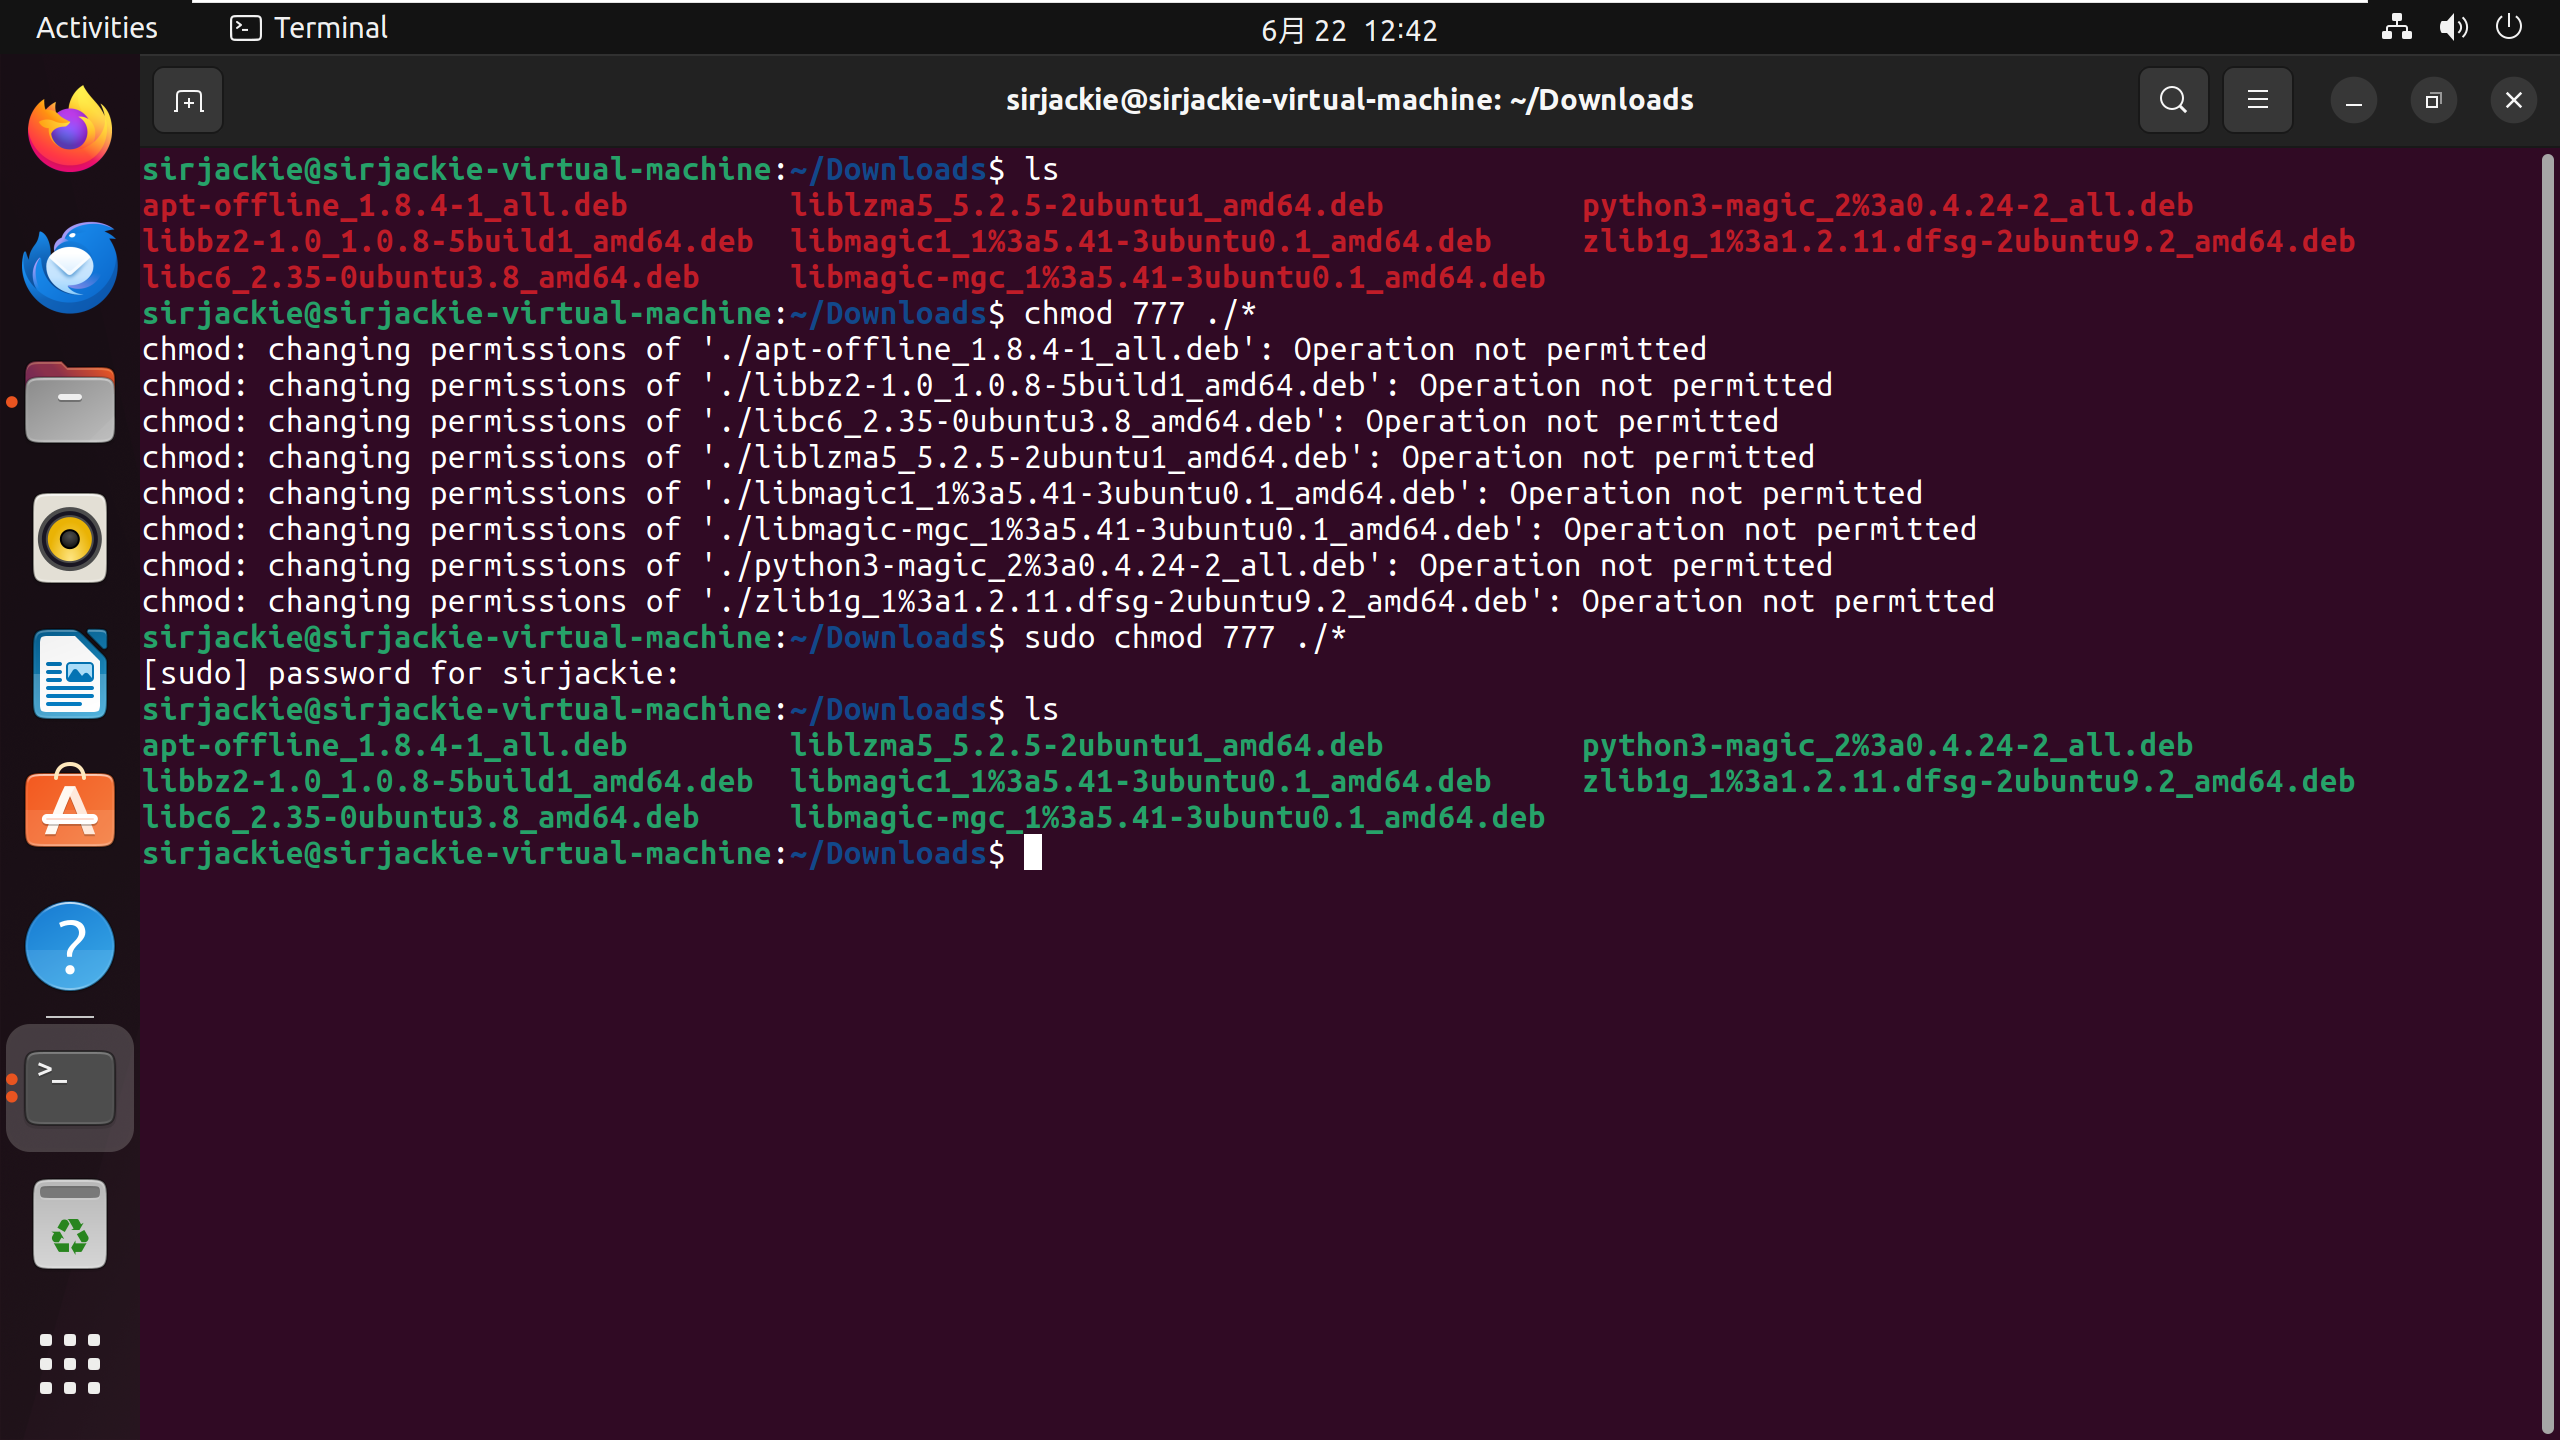 Activities Terminal 6月 22 12:42
sirjackie@sirjackie-virtual-machine: ~/Downloads
sirjackie@sirjackie-virtual-machine:~/Downloads$ ls
apt-offline_1.8.4-1_all.deb liblzma5_5.2.5-2ubuntu1_amd64.deb python3-magic_2%3a0.4.24-2_all.deb
libbz2-1.0_1.0.8-5build1_amd64.deb libmagic1_1%3a5.41-3ubuntu0.1_amd64.deb zlib1g_1%3a1.2.11.dfsg-2ubuntu9.2_amd64.deb
libc6_2.35-0ubuntu3.8_amd64.deb libmagic-mgc_1%3a5.41-3ubuntu0.1_amd64.deb
sirjackie@sirjackie-virtual-machine:~/Downloads$ chmod 777 ./*
chmod: changing permissions of './apt-offline_1.8.4-1_all.deb': Operation not permitted
chmod: changing permissions of './libbz2-1.0_1.0.8-5build1_amd64.deb': Operation not permitted
chmod: changing permissions of './libc6_2.35-0ubuntu3.8_amd64.deb': Operation not permitted
chmod: changing permissions of './liblzma5_5.2.5-2ubuntu1_amd64.deb': Operation not permitted
chmod: changing permissions of './libmagic1_1%3a5.41-3ubuntu0.1_amd64.deb': Operation not permitted
chmod: changing permissions of './libmagic-mgc_1%3a5.41-3ubuntu0.1_amd64.deb': Operation not permitted
chmod: changing permissions of './python3-magic_2%3a0.4.24-2_all.deb': Operation not permitted
chmod: changing permissions of './zlib1g_1%3a1.2.11.dfsg-2ubuntu9.2_amd64.deb': Operation not permitted
sirjackie@sirjackie-virtual-machine:~/Downloads$ sudo chmod 777 ./*
[sudo] password for sirjackie:
sirjackie@sirjackie-virtual-machine:~/Downloads$ ls
apt-offline_1.8.4-1_all.deb liblzma5_5.2.5-2ubuntu1_amd64.deb python3-magic_2%3a0.4.24-2_all.deb
libbz2-1.0_1.0.8-5build1_amd64.deb libmagic1_1%3a5.41-3ubuntu0.1_amd64.deb zlib1g_1%3a1.2.11.dfsg-2ubuntu9.2_amd64.deb
libc6_2.35-0ubuntu3.8_amd64.deb libmagic-mgc_1%3a5.41-3ubuntu0.1_amd64.deb
sirjackie@sirjackie-virtual-machine:~/Downloads$